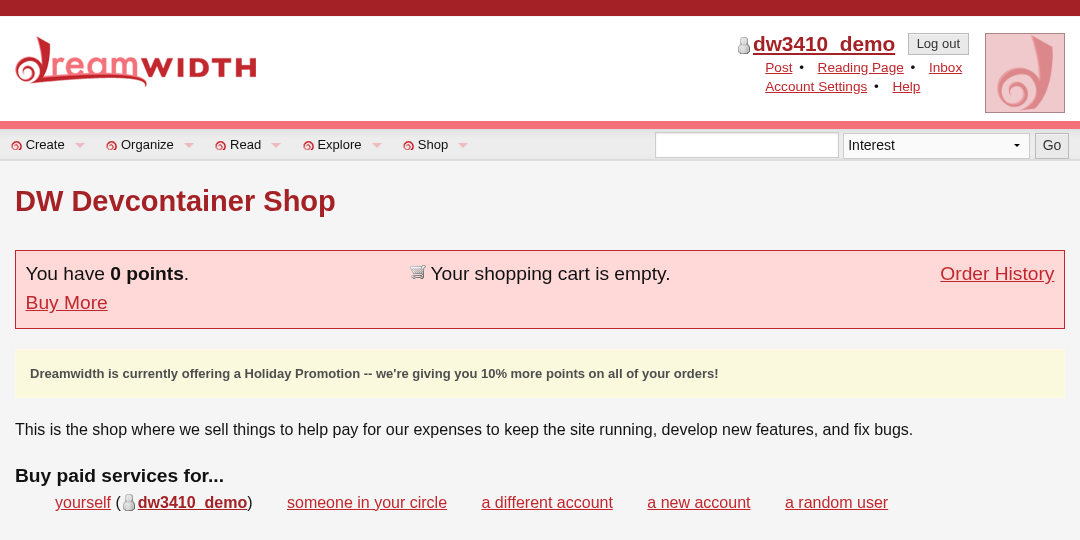 dreamwidth
dw3410_demo Log out
Post • Reading Page • Inbox
Account Settings • Help
Create Organize Read Explore Shop Interest Go
DW Devcontainer Shop
You have 0 points. Your shopping cart is empty. Order History
Buy More
Dreamwidth is currently offering a Holiday Promotion -- we're giving you 10% more points on all of your orders!
This is the shop where we sell things to help pay for our expenses to keep the site running, develop new features, and fix bugs.
Buy paid services for...
yourself (dw3410_demo) someone in your circle a different account a new account a random user